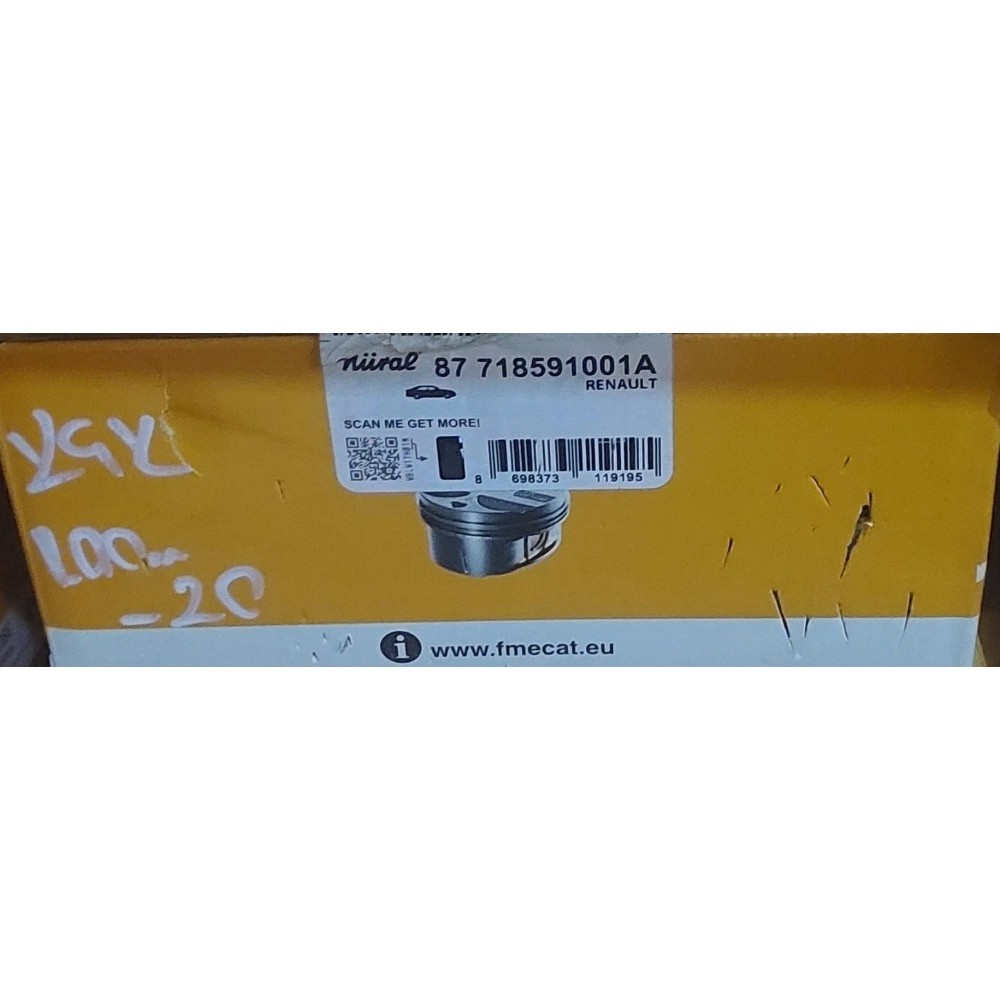 nüral 87 718591001A
RENAULT
SCAN ME GET MORE!
8 698373 119195
-20
i www.fmecat.eu